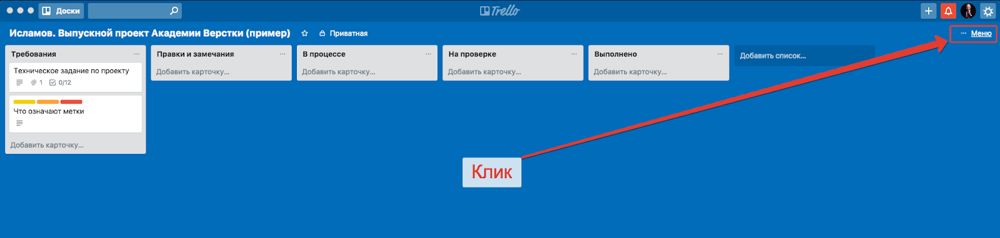 Доски
Trello
Исламов. Выпускной проект Академии Верстки (пример)
Приватная
... Меню
Требования ...
Техническое задание по проекту
1 0/12
Что означают метки
Добавить карточку...
Правки и замечания ...
Добавить карточку...
В процессе ...
Добавить карточку...
На проверке ...
Добавить карточку...
Выполнено ...
Добавить карточку...
Добавить список...
Клик